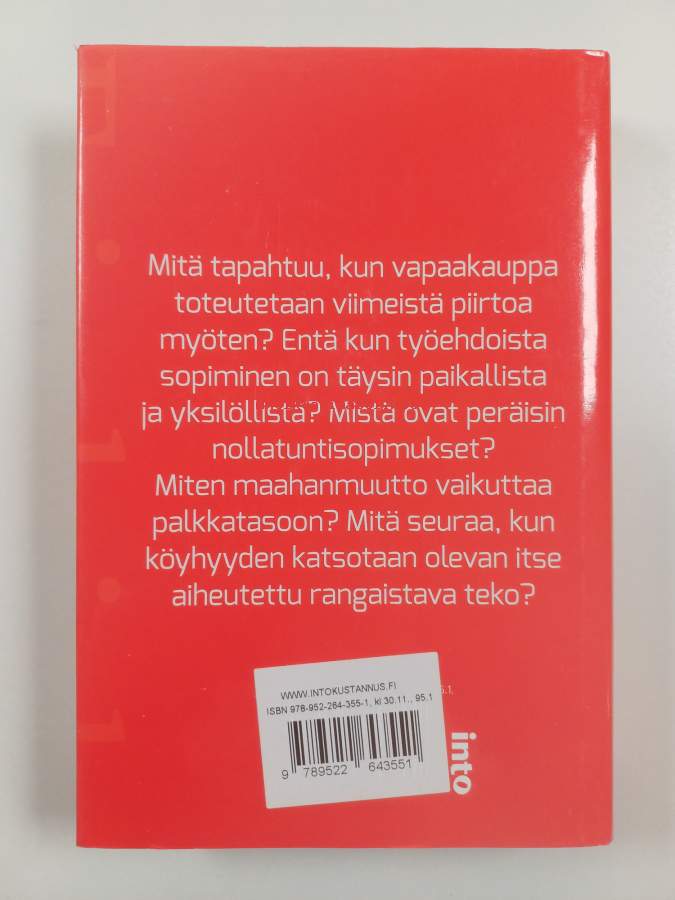 Mitä tapahtuu, kun vapaakauppa
toteutetaan viimeistä piirtoa
myöten? Entä kun työehdoista
sopiminen on täysin paikallista
ja yksilöllistä? Mistä ovat peräisin
nollatuntisopimukset?
Miten maahanmuutto vaikuttaa
palkkatasoon? Mitä seuraa, kun
köyhyyden katsotaan olevan itse
aiheutettu rangaistava teko?
WWW.INTOKUSTANNUS.FI
ISBN 978-952-264-355-1, kl 30.11., 95.1
9 789522 643551
into